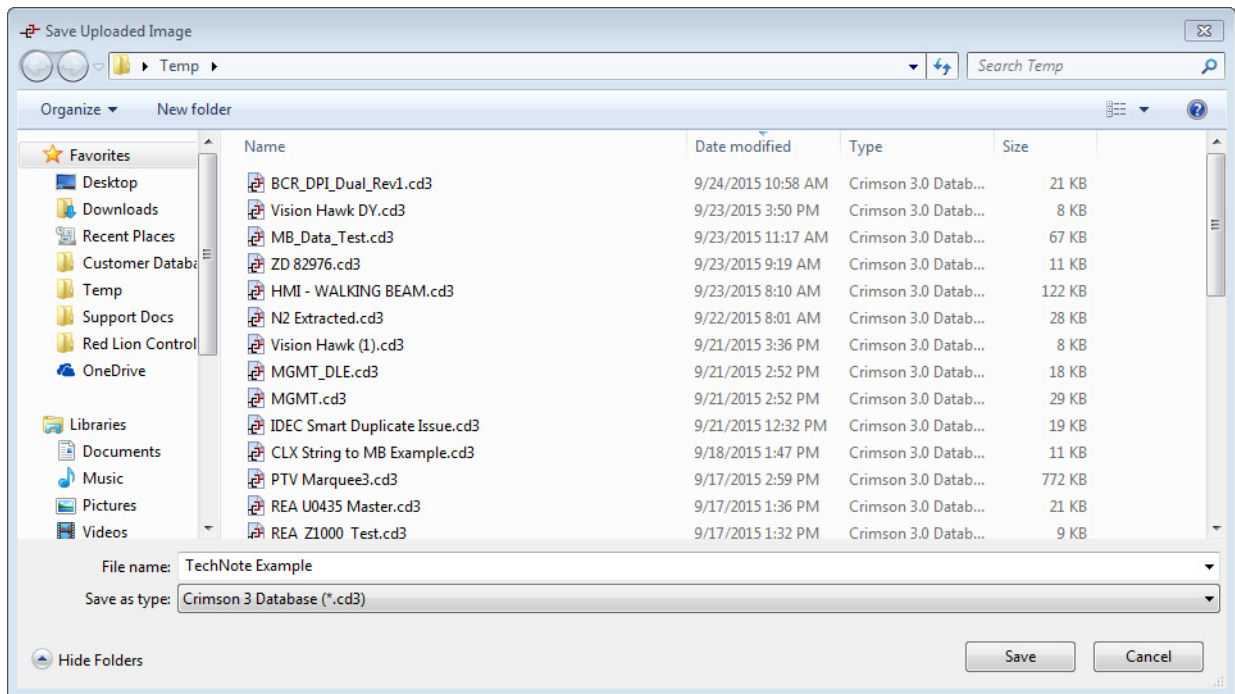 Save Uploaded Image
Temp
Search Temp
Organize New folder
Favorites
Desktop
Downloads
Recent Places
Customer Databa
Temp
Support Docs
Red Lion Control
OneDrive
Libraries
Documents
Music
Pictures
Videos
Name Date modified Type Size
BCR_DPI_Dual_Rev1.cd3 9/24/2015 10:58 AM Crimson 3.0 Datab... 21 KB
Vision Hawk DY.cd3 9/23/2015 3:50 PM Crimson 3.0 Datab... 8 KB
MB_Data_Test.cd3 9/23/2015 11:17 AM Crimson 3.0 Datab... 67 KB
ZD 82976.cd3 9/23/2015 9:19 AM Crimson 3.0 Datab... 11 KB
HMI - WALKING BEAM.cd3 9/23/2015 8:10 AM Crimson 3.0 Datab... 122 KB
N2 Extracted.cd3 9/22/2015 8:01 AM Crimson 3.0 Datab... 28 KB
Vision Hawk (1).cd3 9/21/2015 3:36 PM Crimson 3.0 Datab... 8 KB
MGMT_DLE.cd3 9/21/2015 2:52 PM Crimson 3.0 Datab... 18 KB
MGMT.cd3 9/21/2015 2:52 PM Crimson 3.0 Datab... 29 KB
IDEC Smart Duplicate Issue.cd3 9/21/2015 12:32 PM Crimson 3.0 Datab... 19 KB
CLX String to MB Example.cd3 9/18/2015 1:47 PM Crimson 3.0 Datab... 11 KB
PTV Marquee3.cd3 9/17/2015 2:59 PM Crimson 3.0 Datab... 772 KB
REA U0435 Master.cd3 9/17/2015 1:36 PM Crimson 3.0 Datab... 21 KB
REA_Z1000_Test.cd3 9/17/2015 1:32 PM Crimson 3.0 Datab... 9 KB
File name: TechNote Example
Save as type: Crimson 3 Database (*.cd3)
Hide Folders Save Cancel